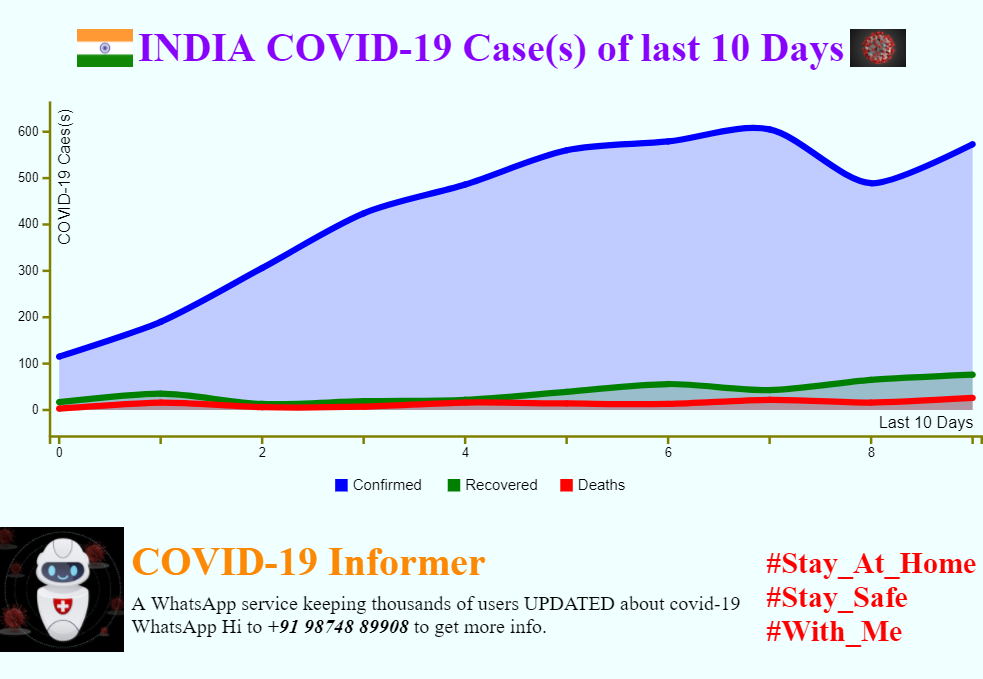 INDIA COVID-19 Case(s) of last 10 Days
COVID-19 Caes(s)
600
500
400
300
200
100
0
Last 10 Days
0 2 4 6 8
Confirmed Recovered Deaths
COVID-19 Informer
A WhatsApp service keeping thousands of users UPDATED about covid-19
WhatsApp Hi to +91 98748 89908 to get more info.
#Stay_At_Home
#Stay_Safe
#With_Me